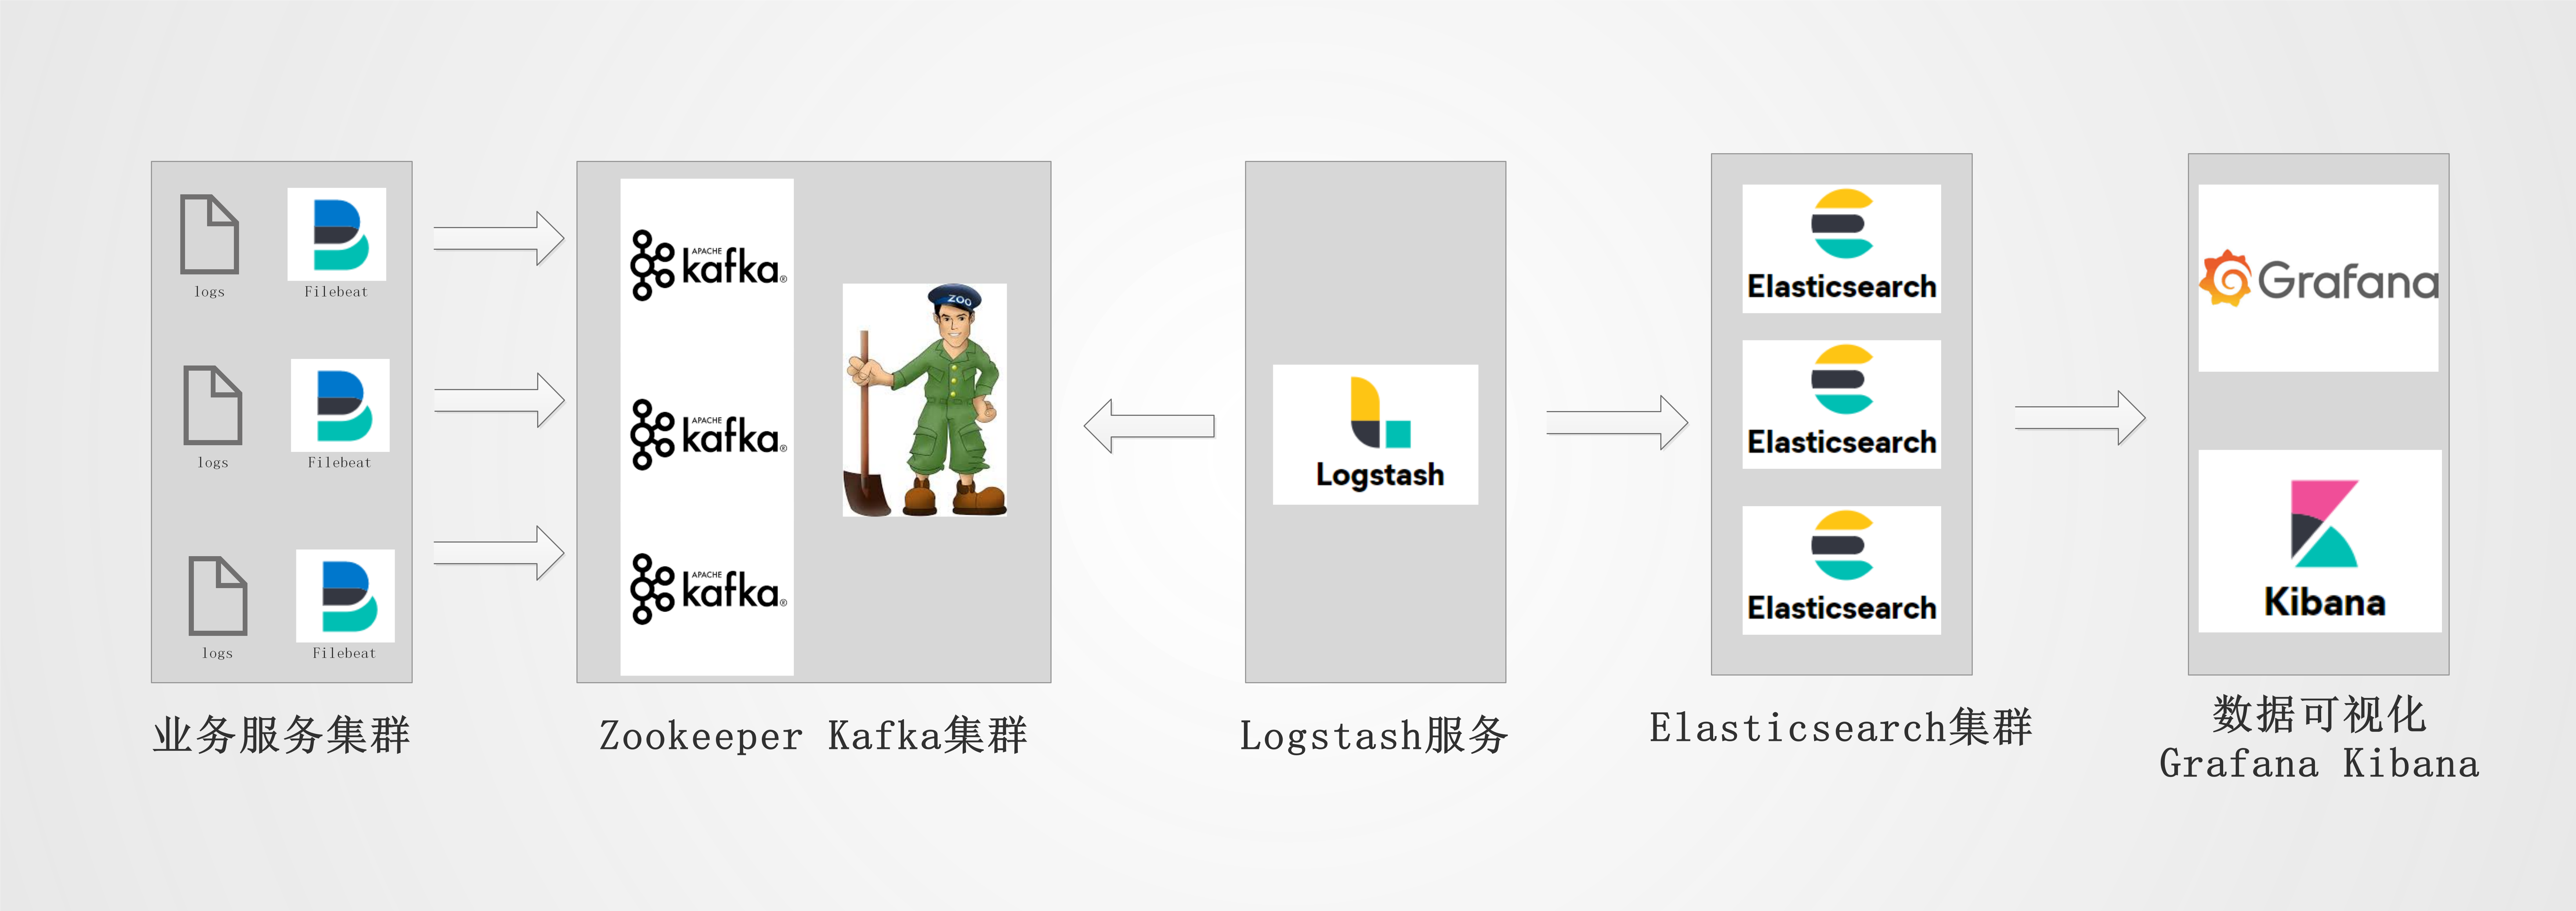 logs
Filebeat
logs
Filebeat
logs
Filebeat
业务服务集群
APACHE
kafka®
APACHE
kafka®
APACHE
kafka®
ZOO
Zookeeper Kafka集群
Logstash
Logstash服务
Elasticsearch
Elasticsearch
Elasticsearch
Elasticsearch集群
Grafana
Kibana
数据可视化
Grafana Kibana